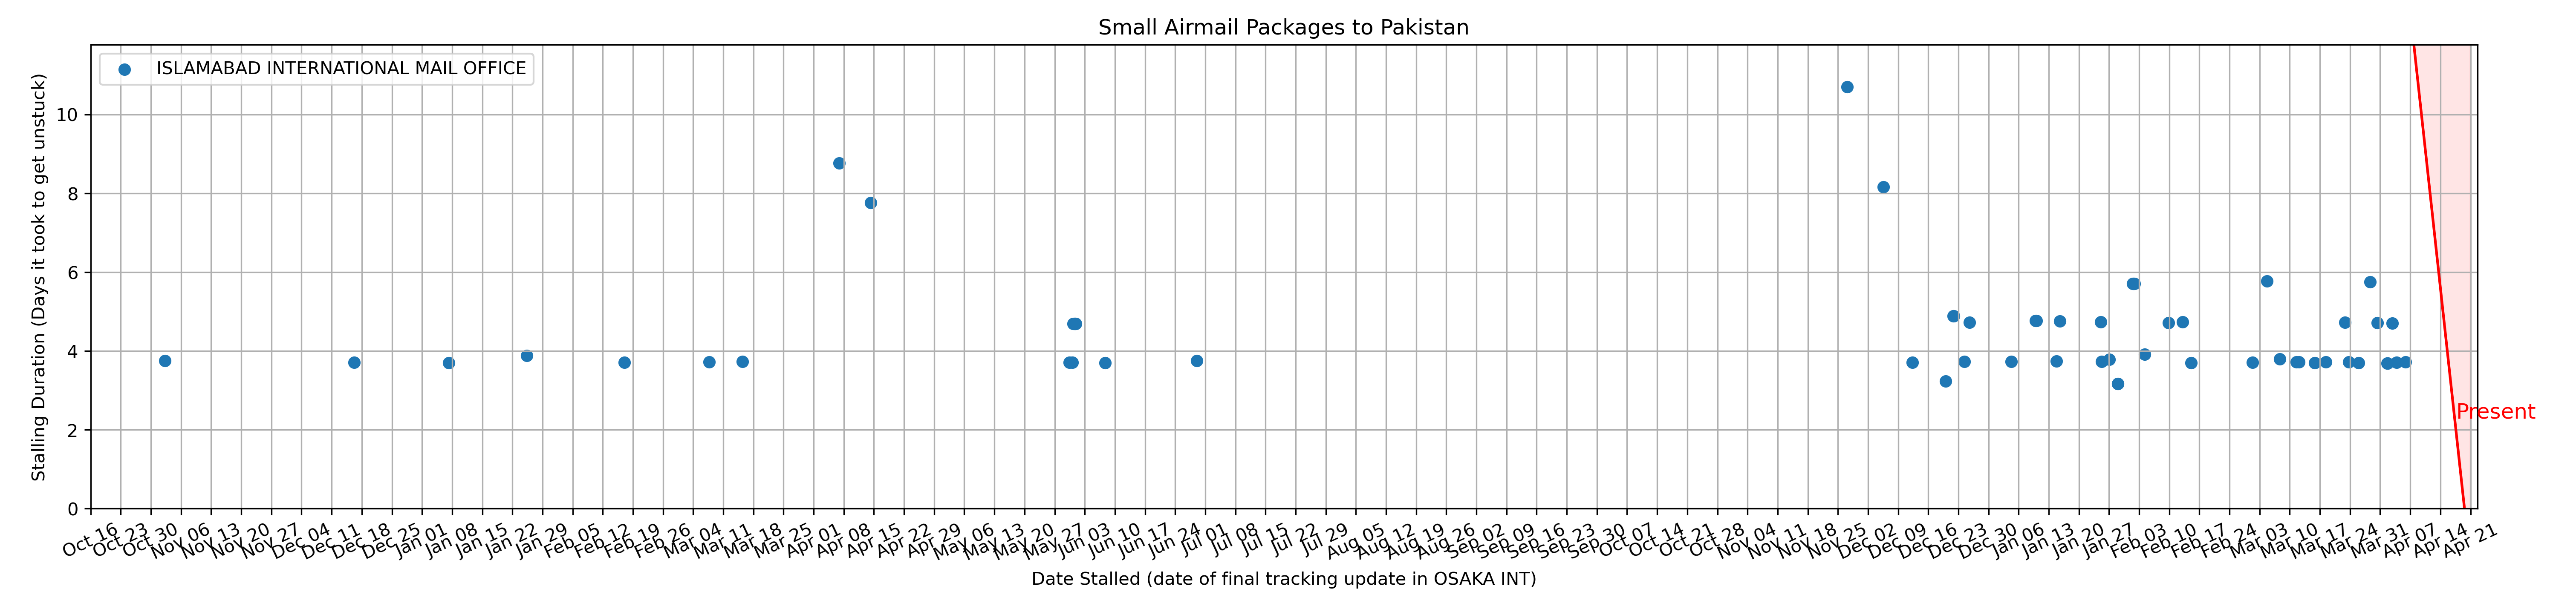 Small Airmail Packages to Pakistan
ISLAMABAD INTERNATIONAL MAIL OFFICE
Stalling Duration (Days it took to get unstuck)
10
8
6
4
2
0
Present
Oct 16
Oct 23
Oct 30
Nov 06
Nov 13
Nov 20
Nov 27
Dec 04
Dec 11
Dec 18
Dec 25
Jan 01
Jan 08
Jan 15
Jan 22
Jan 29
Feb 05
Feb 12
Feb 19
Feb 26
Mar 04
Mar 11
Mar 18
Mar 25
Apr 01
Apr 08
Apr 15
Apr 22
Apr 29
May 06
May 13
May 20
May 27
Jun 03
Jun 10
Jun 17
Jun 24
Jul 01
Jul 08
Jul 15
Jul 22
Jul 29
Aug 05
Aug 12
Aug 19
Aug 26
Sep 02
Sep 09
Sep 16
Sep 23
Sep 30
Oct 07
Oct 14
Oct 21
Oct 28
Nov 04
Nov 11
Nov 18
Nov 25
Dec 02
Dec 09
Dec 16
Dec 23
Dec 30
Jan 06
Jan 13
Jan 20
Jan 27
Feb 03
Feb 10
Feb 17
Feb 24
Mar 03
Mar 10
Mar 17
Mar 24
Mar 31
Apr 07
Apr 14
Apr 21
Date Stalled (date of final tracking update in OSAKA INT)